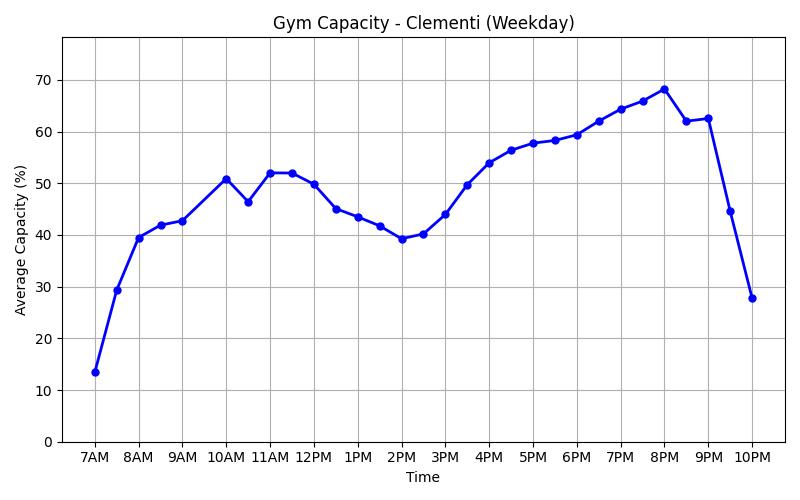 Gym Capacity - Clementi (Weekday)
Average Capacity (%)
70
60
50
40
30
20
10
0
7AM 8AM 9AM 10AM 11AM 12PM 1PM 2PM 3PM 4PM 5PM 6PM 7PM 8PM 9PM 10PM
Time